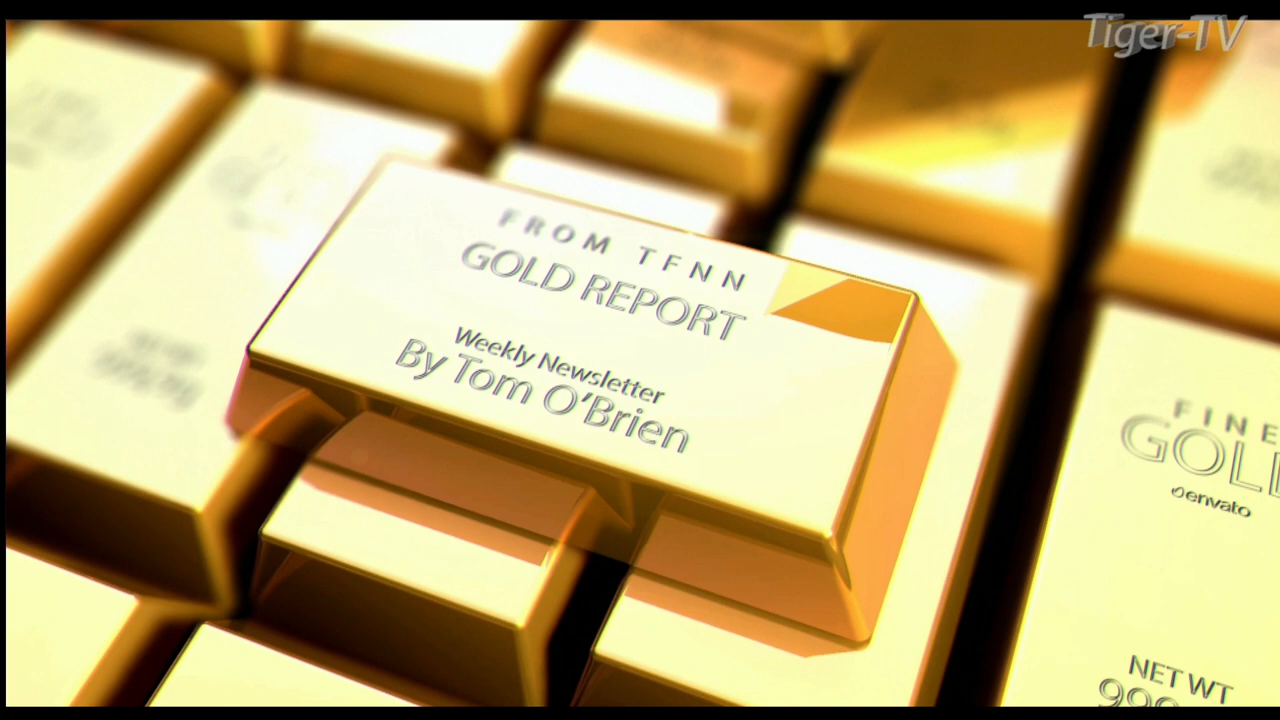 Tiger-TV
FROM TFNN
GOLD REPORT
Weekly Newsletter
By Tom O'Brien
FINE
GOLD
envato
NET WT